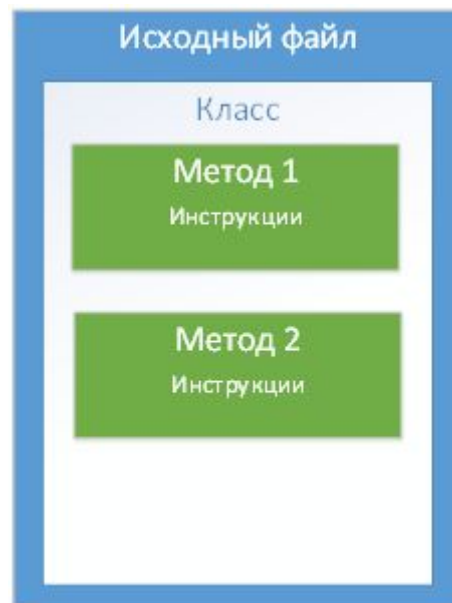 Исходный файл
Класс
Метод 1
Инструкции
Метод 2
Инструкции